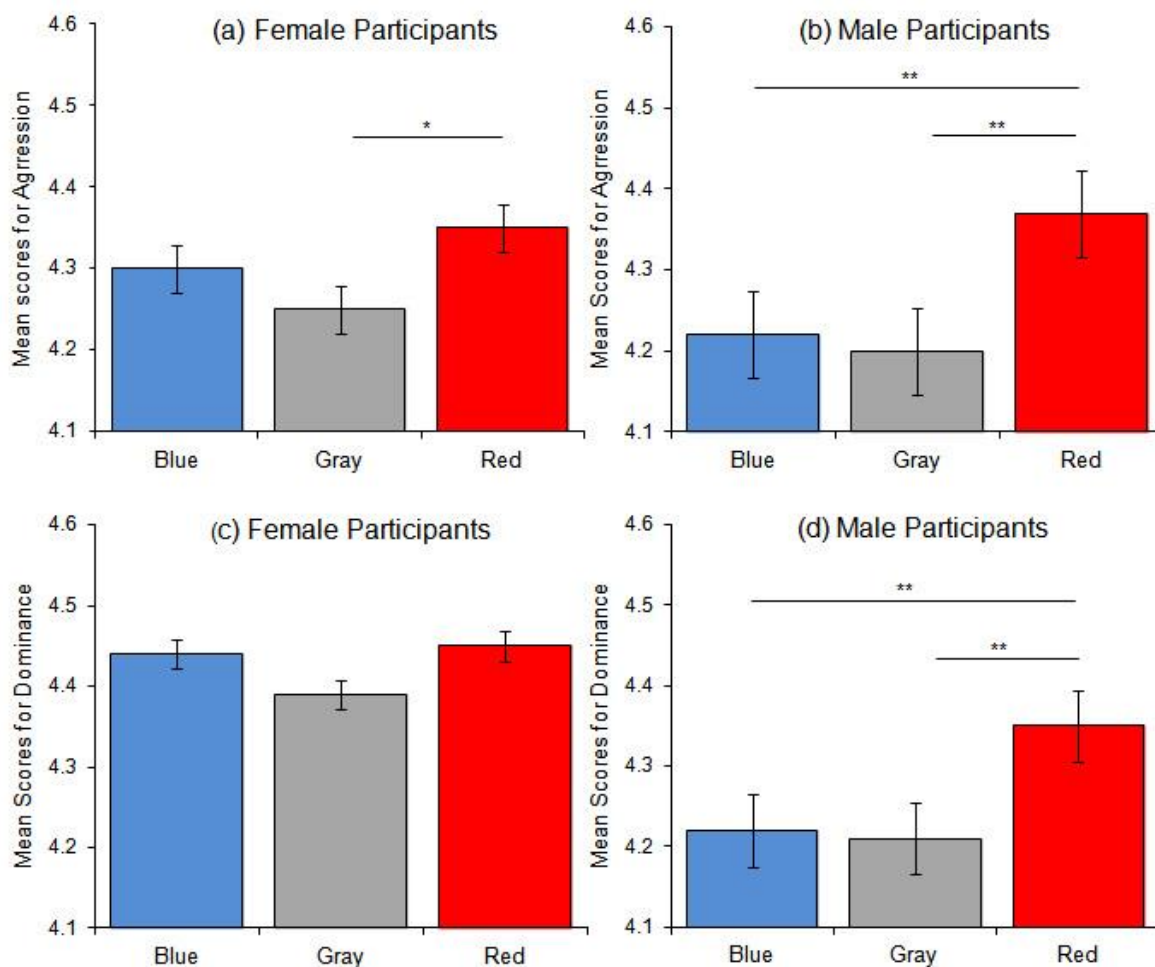 (a) Female Participants
Mean scores for Agrression
4.6
4.5
4.4
4.3
4.2
4.1
*
Blue Gray Red
(b) Male Participants
Mean Scores for Agrression
4.6
4.5
4.4
4.3
4.2
4.1
**
**
Blue Gray Red
(c) Female Participants
Mean Scores for Dominance
4.6
4.5
4.4
4.3
4.2
4.1
Blue Gray Red
(d) Male Participants
Mean Scores for Dominance
4.6
4.5
4.4
4.3
4.2
4.1
**
**
Blue Gray Red